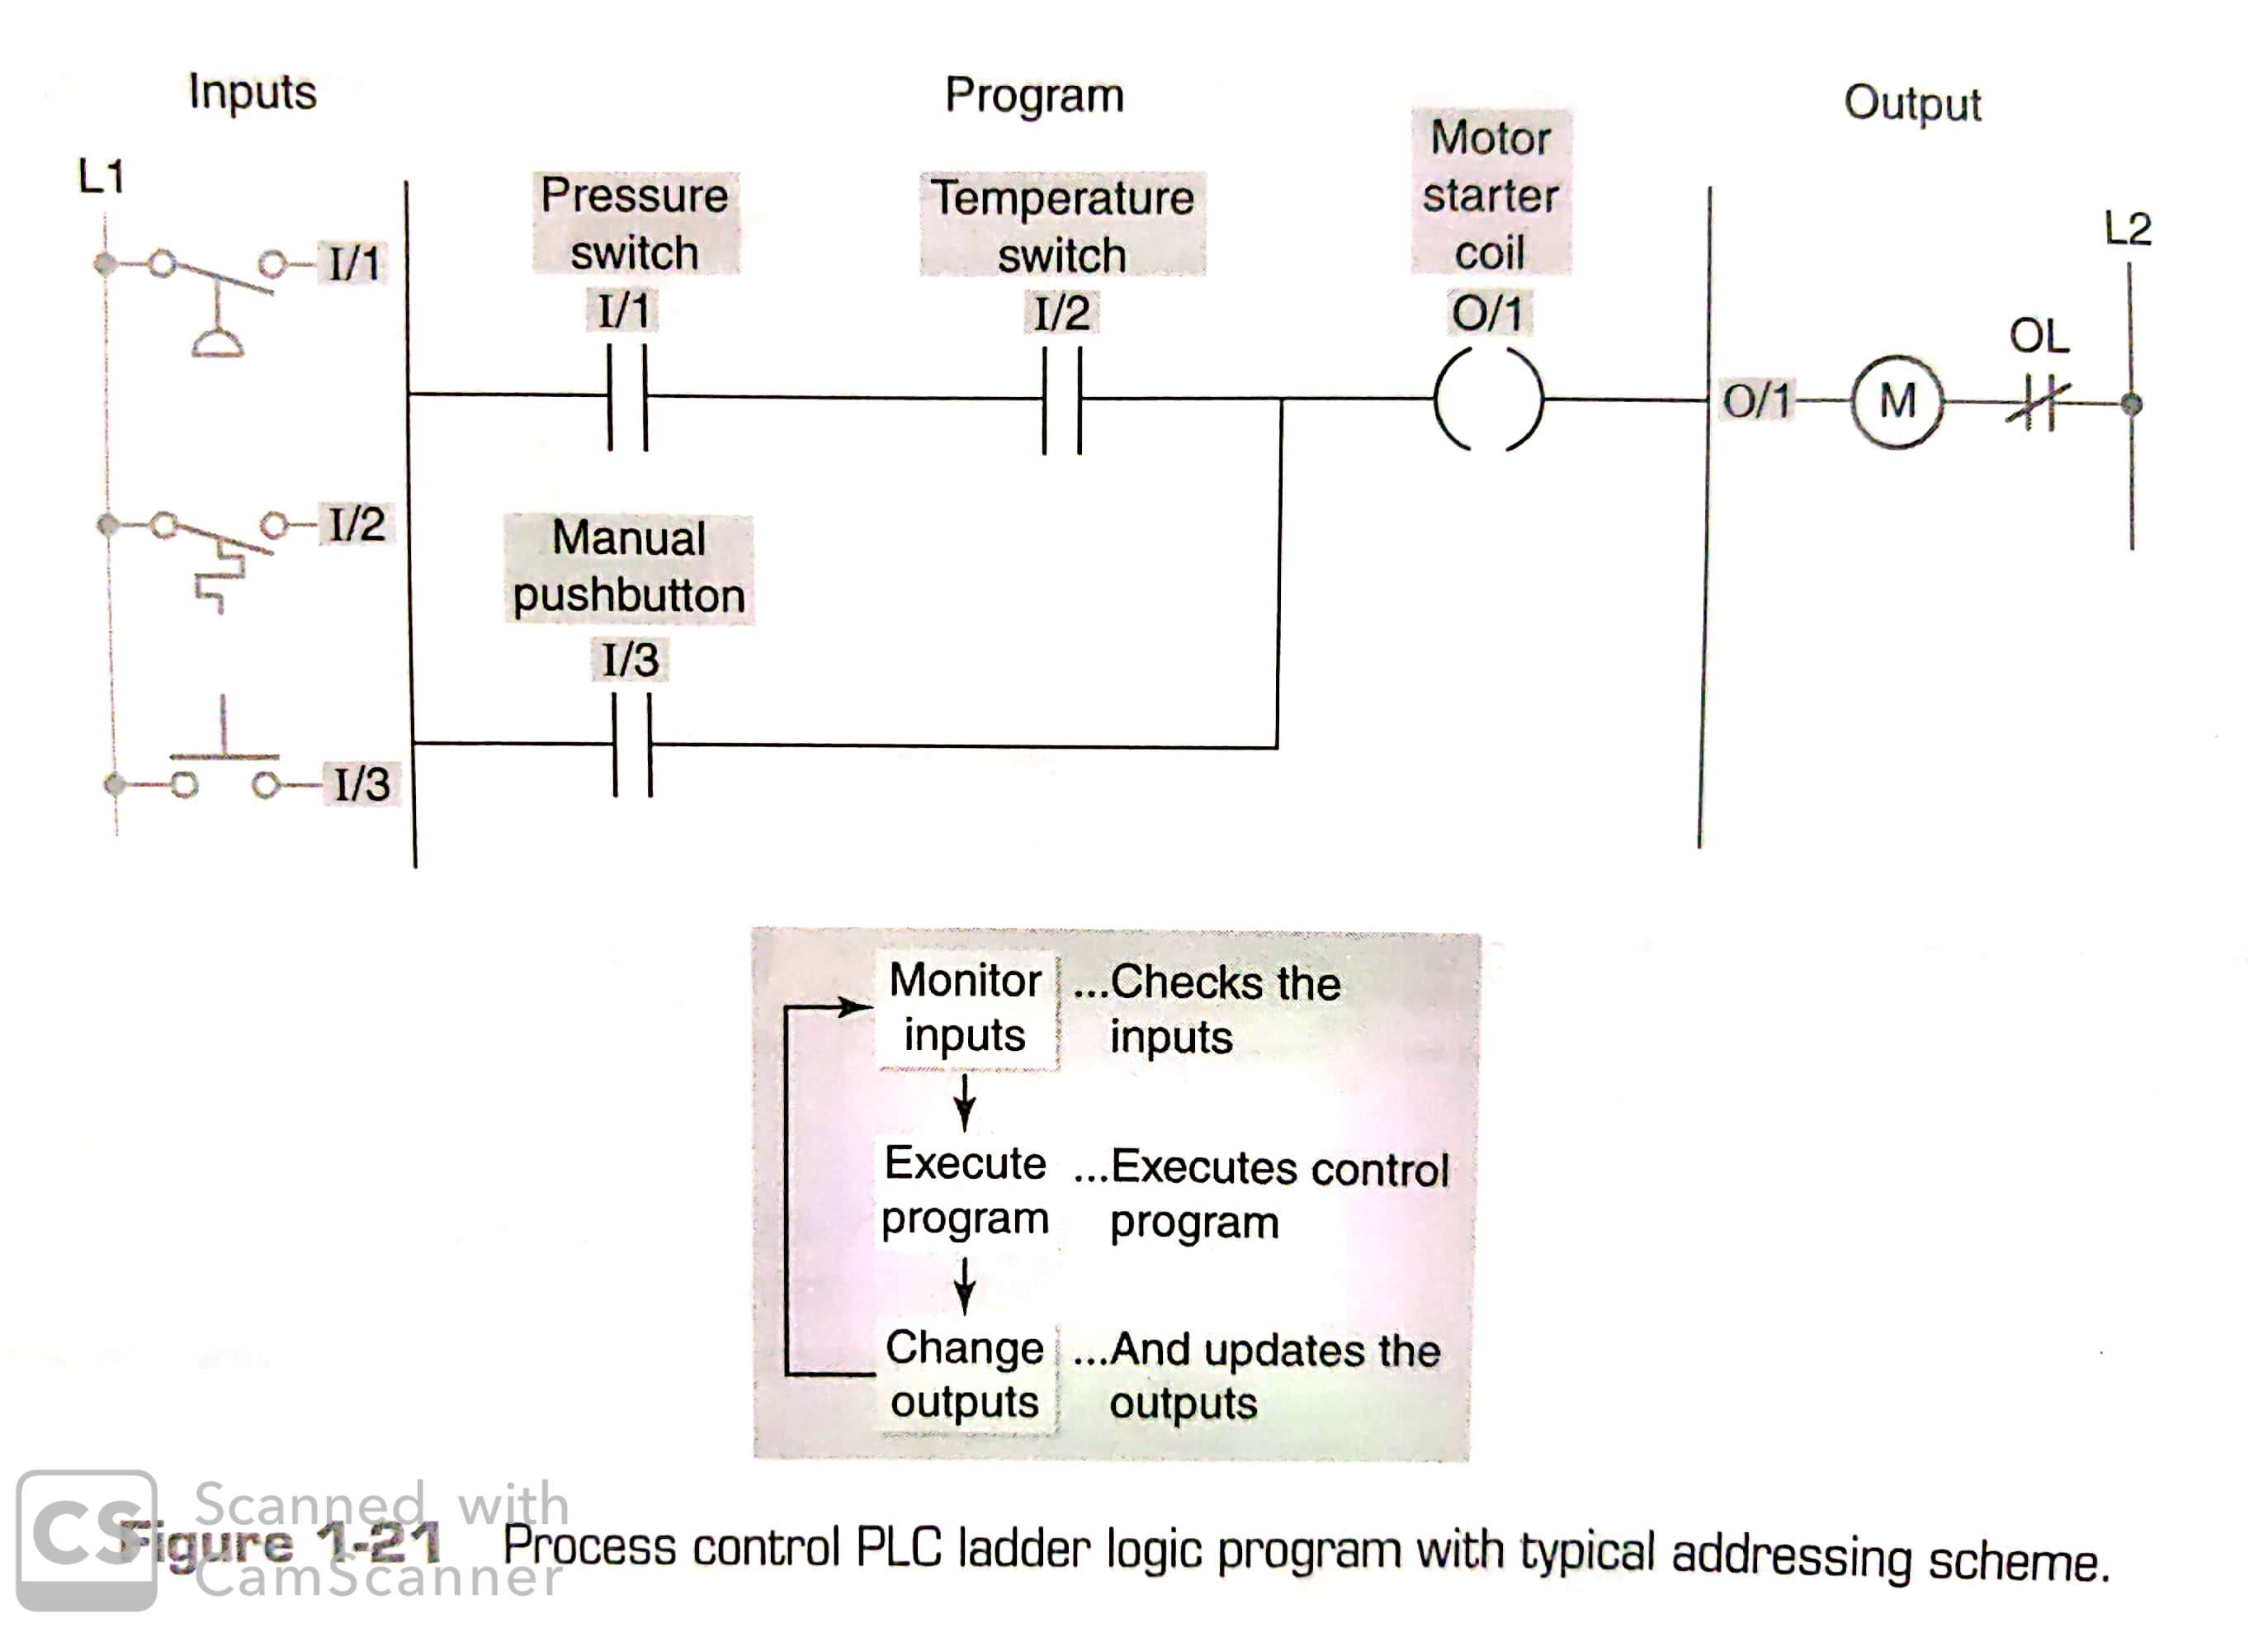 Inputs
Program
Output
L1
Pressure
switch
I/1
Temperature
switch
I/2
Motor
starter
coil
O/1
L2
I/1
I/2
I/3
Manual
pushbutton
I/3
O/1
M
OL
Monitor
inputs
...Checks the
inputs
Execute
program
...Executes control
program
Change
outputs
...And updates the
outputs
Figure 1-21 Process control PLC ladder logic program with typical addressing scheme.
CS
Scanned with
CamScanner